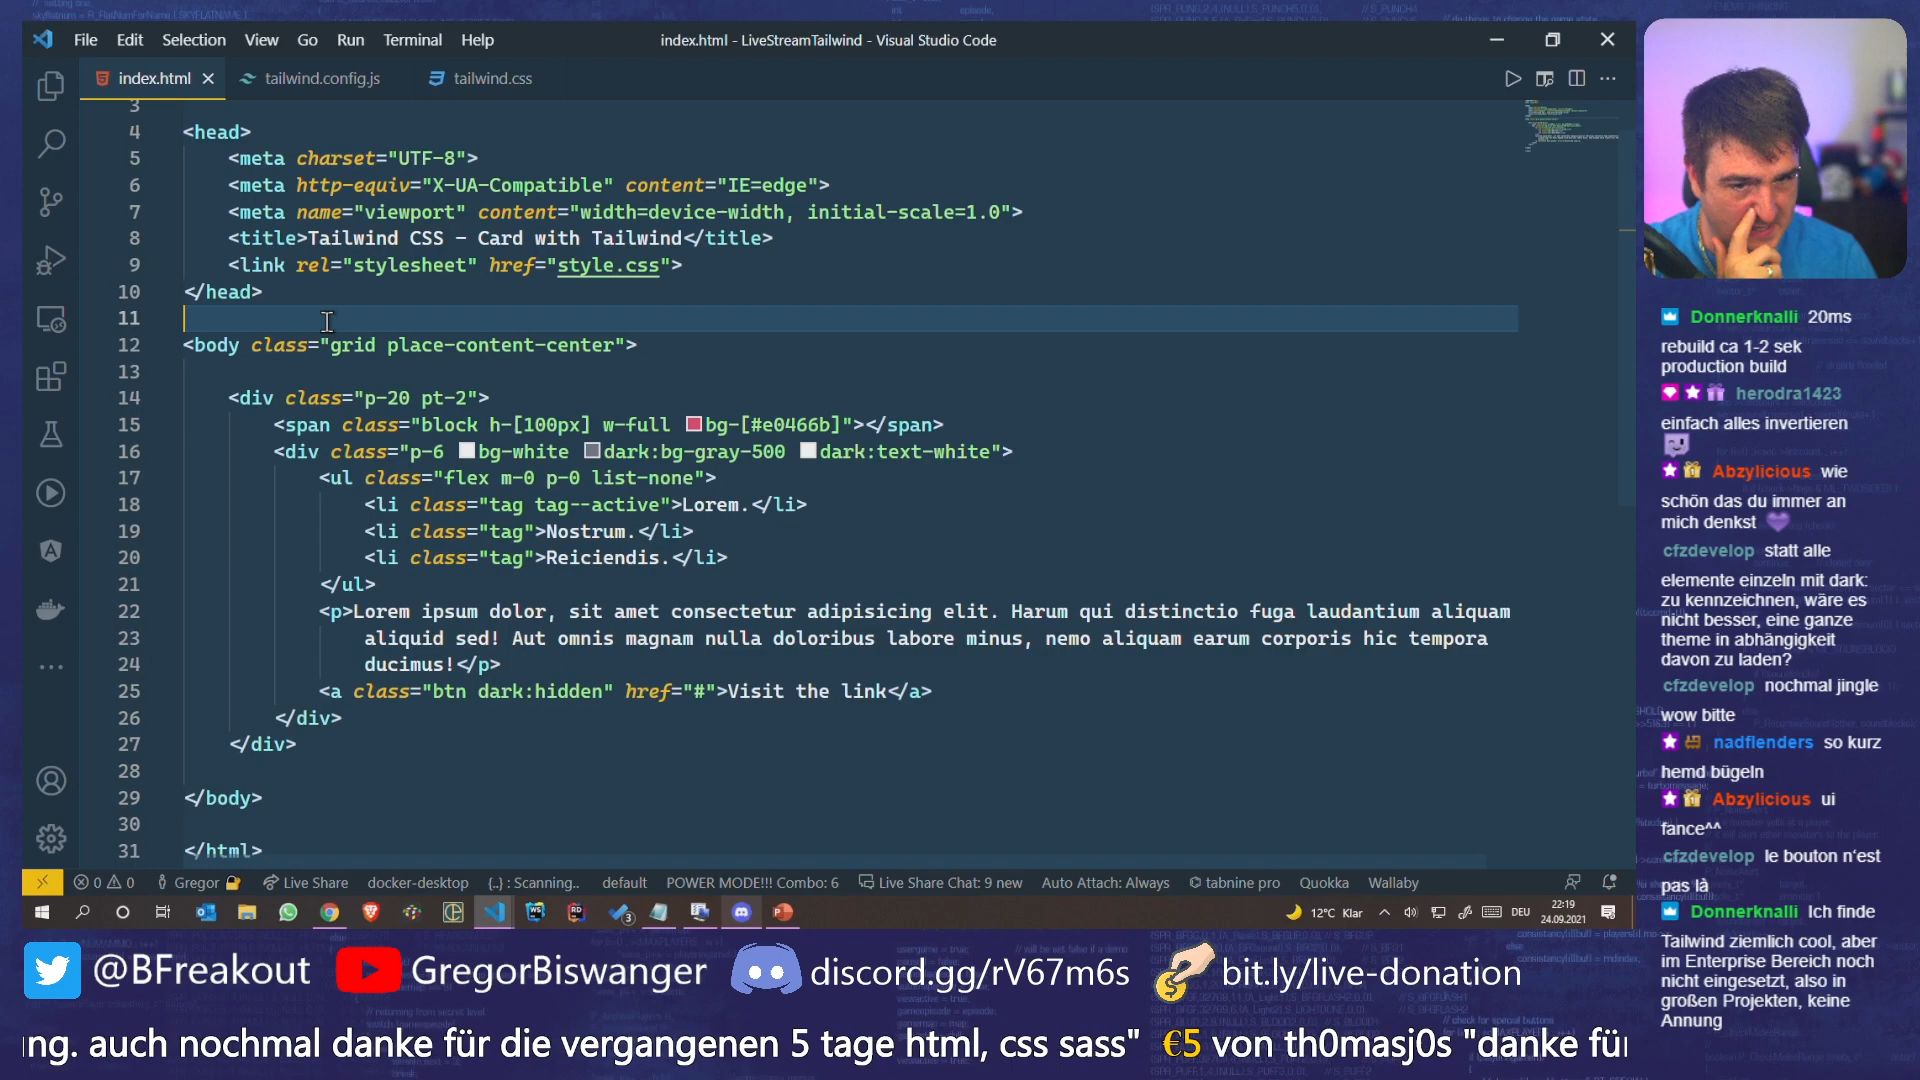 File Edit Selection View Go Run Terminal Help
index.html - LiveStreamTailwind - Visual Studio Code
index.html
tailwind.config.js
tailwind.css
3
4 <head>
5 <meta charset="UTF-8">
6 <meta http-equiv="X-UA-Compatible" content="IE=edge">
7 <meta name="viewport" content="width=device-width, initial-scale=1.0">
8 <title>Tailwind CSS – Card with Tailwind</title>
9 <link rel="stylesheet" href="style.css">
10 </head>
11
12 <body class="grid place-content-center">
13
14 <div class="p-20 pt-2">
15 <span class="block h-[100px] w-full bg-[#e0466b]"></span>
16 <div class="p-6 bg-white dark:bg-gray-500 dark:text-white">
17 <ul class="flex m-0 p-0 list-none">
18 <li class="tag tag--active">Lorem.</li>
19 <li class="tag">Nostrum.</li>
20 <li class="tag">Reiciendis.</li>
21 </ul>
22 <p>Lorem ipsum dolor, sit amet consectetur adipisicing elit. Harum qui distinctio fuga laudantium aliquam
23 aliquid sed! Aut omnis magnam nulla doloribus labore minus, nemo aliquam earum corporis hic tempora
24 ducimus!</p>
25 <a class="btn dark:hidden" href="#">Visit the link</a>
26 </div>
27 </div>
28
29 </body>
30
31 </html>
0 0 Gregor Live Share docker-desktop {..} : Scanning.. default POWER MODE!!! Combo: 6 Live Share Chat: 9 new Auto Attach: Always tabnine pro Quokka Wallaby
3 12°C Klar DEU 22:19
24.09.2021
Donnerknalli 20ms
rebuild ca 1-2 sek
production build
herodra1423
einfach alles invertieren
Abzylicious wie
schön das du immer an
mich denkst
cfzdevelop statt alle
elemente einzeln mit dark:
zu kennzeichnen, wäre es
nicht besser, eine ganze
theme in abhängigkeit
davon zu laden?
cfzdevelop nochmal jingle
wow bitte
nadflenders so kurz
hemd bügeln
Abzylicious ui
fance^^
cfzdevelop le bouton n'est
pas là
Donnerknalli Ich finde
Tailwind ziemlich cool, aber
im Enterprise Bereich noch
nicht eingesetzt, also in
großen Projekten, keine
Annung
@BFreakout GregorBiswanger discord.gg/rV67m6s bit.ly/live-donation
ng. auch nochmal danke für die vergangenen 5 tage html, css sass" €5 von th0masj0s "danke für